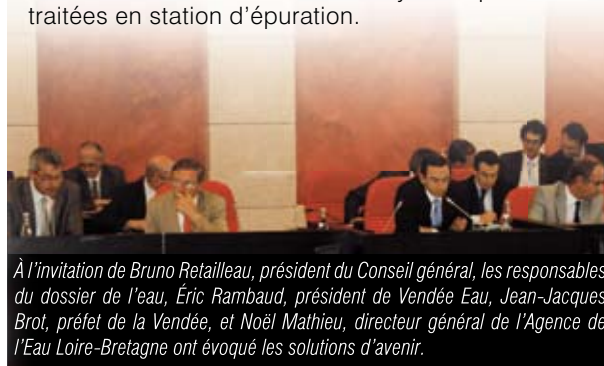 traitées en station d’épuration.
À l’invitation de Bruno Retailleau, président du Conseil général, les responsables
du dossier de l’eau, Éric Rambaud, président de Vendée Eau, Jean-Jacques
Brot, préfet de la Vendée, et Noël Mathieu, directeur général de l’Agence de
l’Eau Loire-Bretagne ont évoqué les solutions d’avenir.